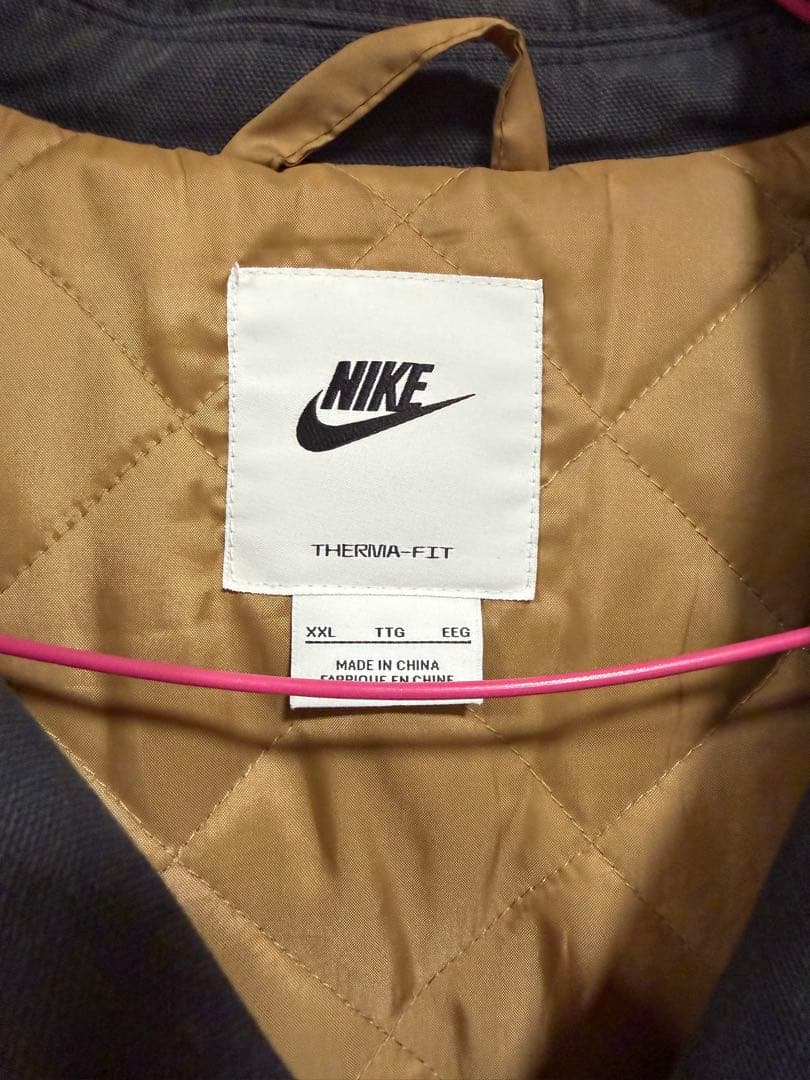 NIKE
THERMA-FIT
XXL TTG EEG
MADE IN CHINA
FABRIQUE EN CHINE